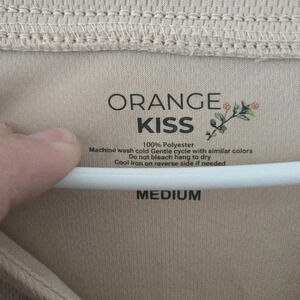 ORANGE
KISS
100% Polyester
Machine wash cold Gentle cycle with similar colors
Do not bleach hang to dry
Cool Iron on reverse side if needed
MEDIUM